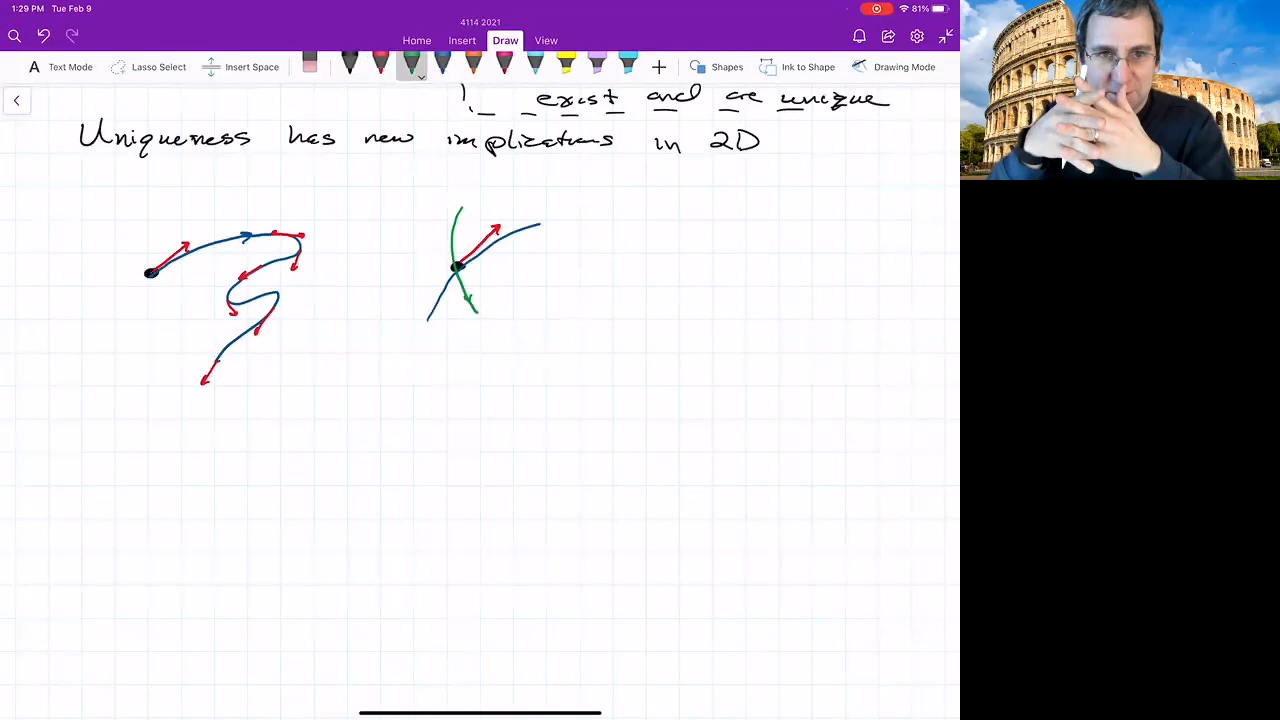 1:29 PM Tue Feb 9
81%
4114 2021
Home Insert Draw View
Text Mode Lasso Select Insert Space Shapes Ink to Shape Drawing Mode
exist and are unique
Uniqueness has new implications in 2D